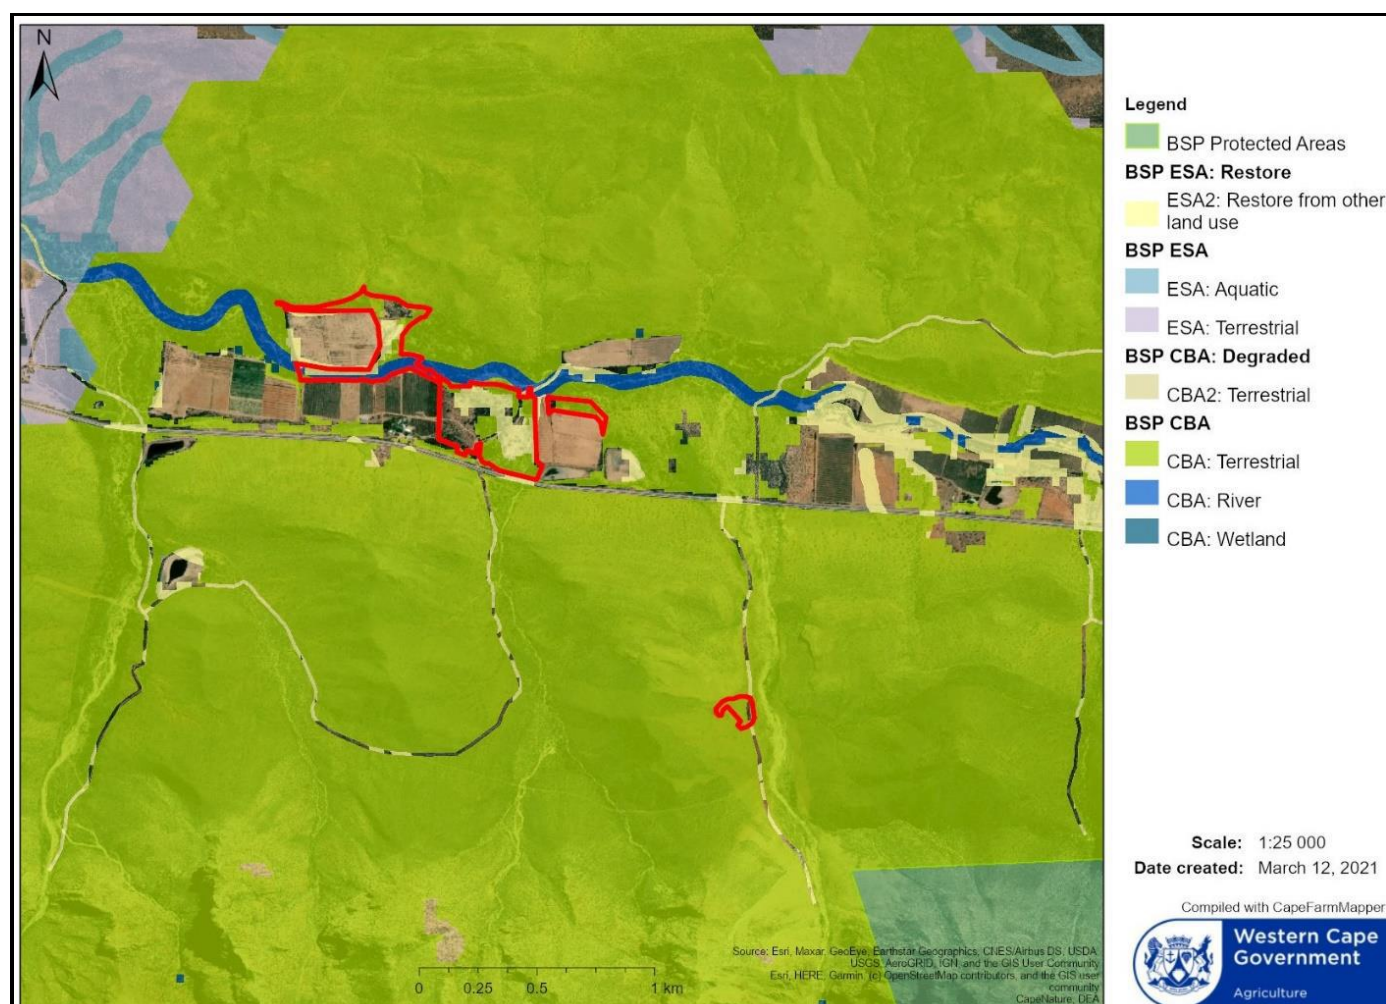 N
Legend
BSP Protected Areas
BSP ESA: Restore
ESA2: Restore from other
land use
BSP ESA
ESA: Aquatic
ESA: Terrestrial
BSP CBA: Degraded
CBA2: Terrestrial
BSP CBA
CBA: Terrestrial
CBA: River
CBA: Wetland
Scale: 1:25 000
Date created: March 12, 2021
Compiled with CapeFarmMapper
Western Cape
Government
Agriculture
Source: Esri, Maxar, GeoEye, Earthstar Geographics, CNES/Airbus DS, USDA,
USGS, AeroGRID, IGN, and the GIS User Community
Esri, HERE, Garmin, (c) OpenStreetMap contributors, and the GIS user
community
CapeNature, DEA
0 0.25 0.5 1 km